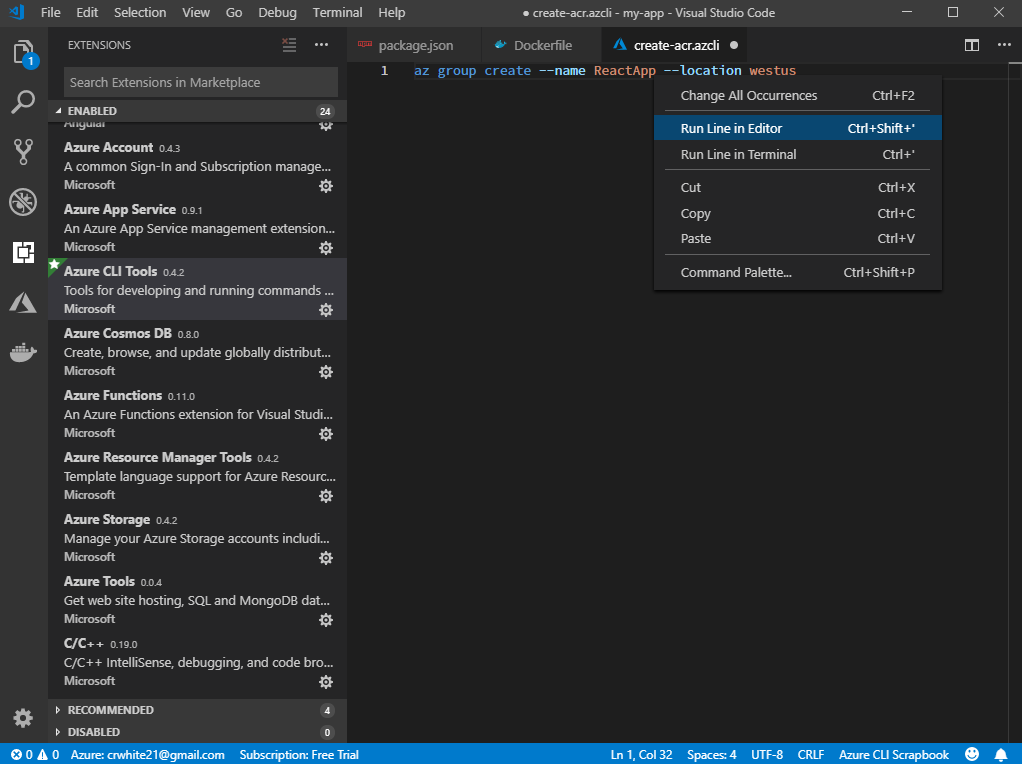 File Edit Selection View Go Debug Terminal Help
● create-acr.azcli - my-app - Visual Studio Code
EXTENSIONS
package.json
Dockerfile
create-acr.azcli
1
Search Extensions in Marketplace
1 az group create --name ReactApp --location westus
ENABLED 24
Angular
Azure Account 0.4.3
A common Sign-In and Subscription manage...
Microsoft
Azure App Service 0.9.1
An Azure App Service management extension...
Microsoft
Azure CLI Tools 0.4.2
Tools for developing and running commands ...
Microsoft
Azure Cosmos DB 0.8.0
Create, browse, and update globally distribut...
Microsoft
Azure Functions 0.11.0
An Azure Functions extension for Visual Studi...
Microsoft
Azure Resource Manager Tools 0.4.2
Template language support for Azure Resourc...
Microsoft
Azure Storage 0.4.2
Manage your Azure Storage accounts includi...
Microsoft
Azure Tools 0.0.4
Get web site hosting, SQL and MongoDB dat...
Microsoft
C/C++ 0.19.0
C/C++ IntelliSense, debugging, and code bro...
Microsoft
RECOMMENDED 4
DISABLED 0
Change All Occurrences Ctrl+F2
Run Line in Editor Ctrl+Shift+'
Run Line in Terminal Ctrl+'
Cut Ctrl+X
Copy Ctrl+C
Paste Ctrl+V
Command Palette... Ctrl+Shift+P
0 0 Azure: crwhite21@gmail.com Subscription: Free Trial
Ln 1, Col 32 Spaces: 4 UTF-8 CRLF Azure CLI Scrapbook